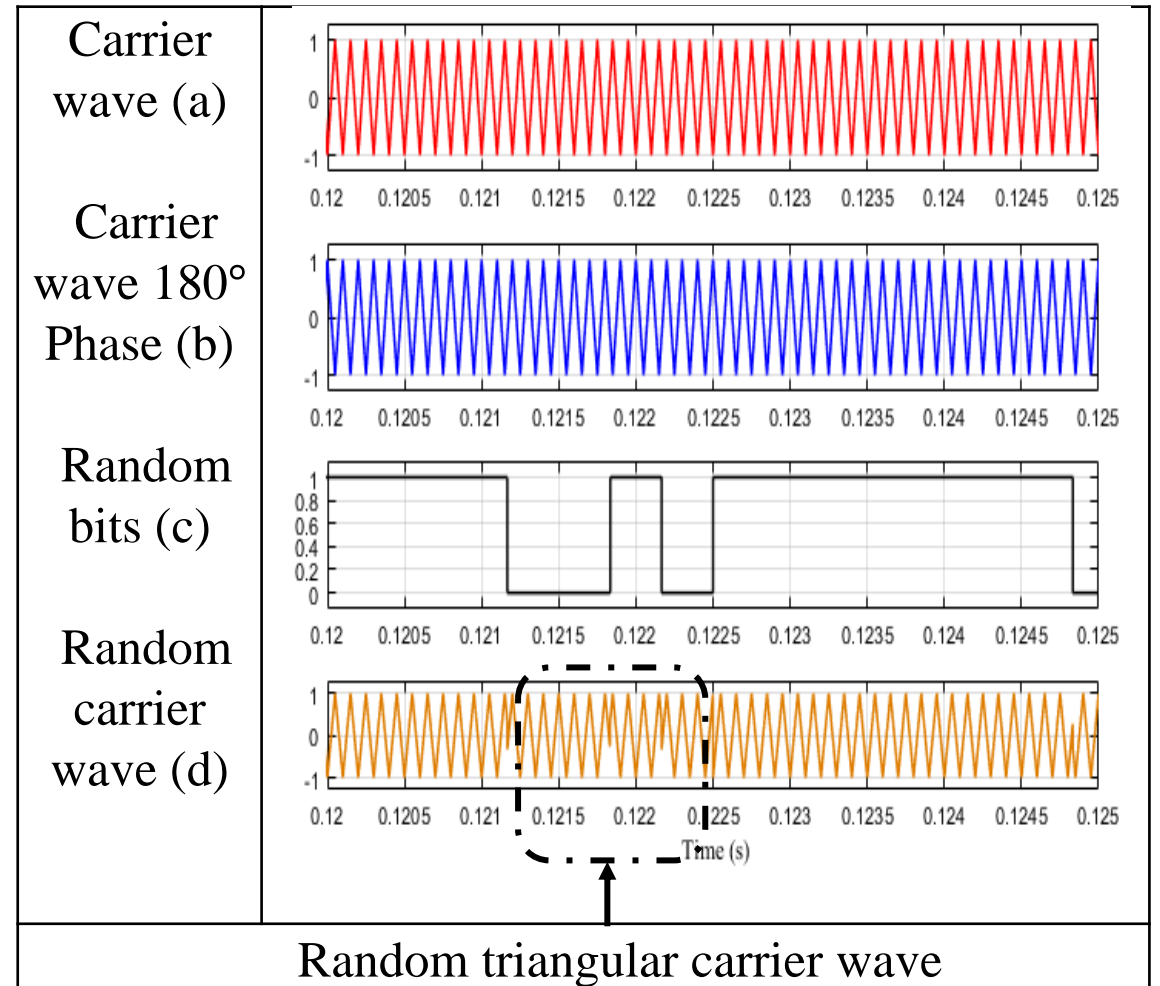 Carrier
wave (a)
1
0
-1
0.12 0.1205 0.121 0.1215 0.122 0.1225 0.123 0.1235 0.124 0.1245 0.125
Carrier
wave 180°
Phase (b)
1
0
-1
0.12 0.1205 0.121 0.1215 0.122 0.1225 0.123 0.1235 0.124 0.1245 0.125
Random
bits (c)
1
0.8
0.6
0.4
0.2
0
0.12 0.1205 0.121 0.1215 0.122 0.1225 0.123 0.1235 0.124 0.1245 0.125
Random
carrier
wave (d)
1
0
-1
0.12 0.1205 0.121 0.1215 0.122 0.1225 0.123 0.1235 0.124 0.1245 0.125
Time (s)
Random triangular carrier wave